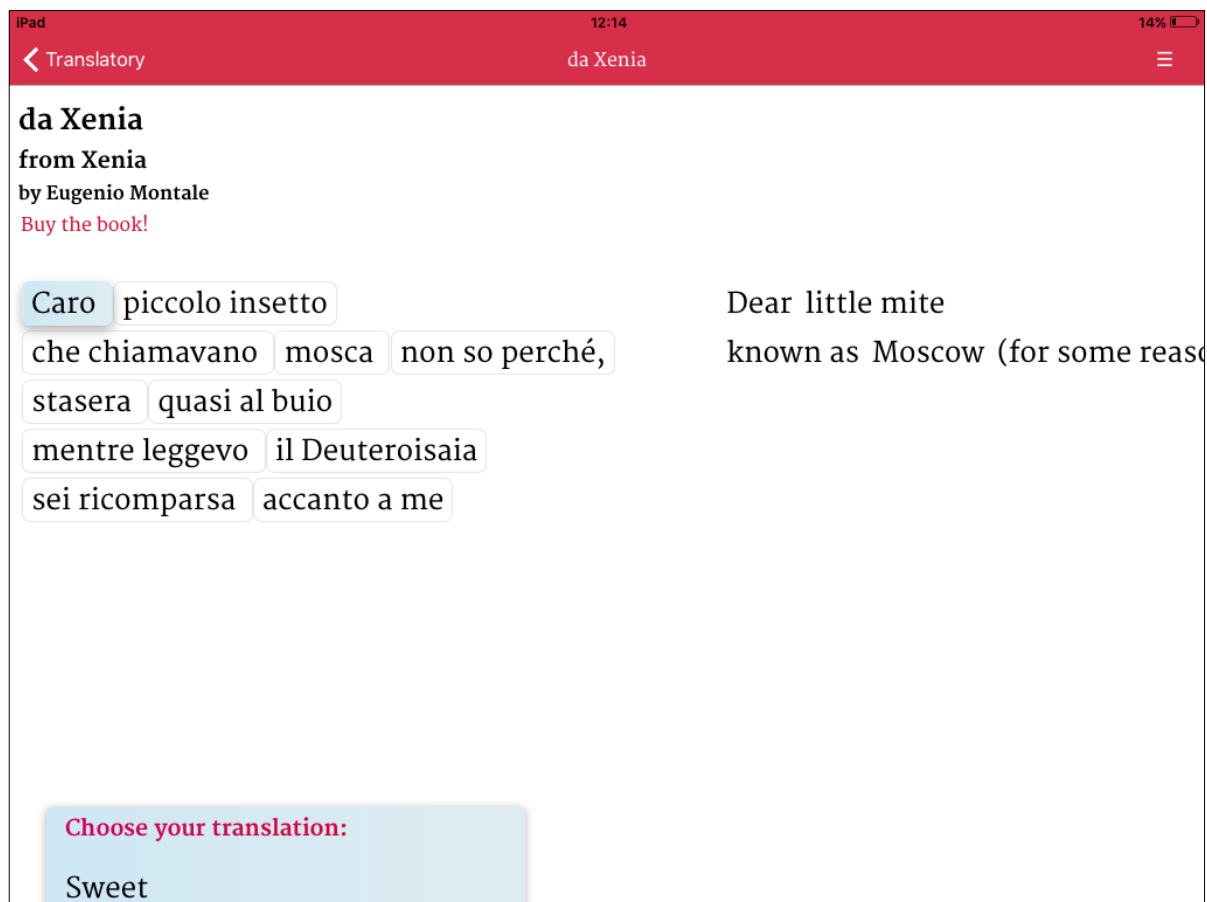 iPad 12:14 14%
Translatory da Xenia
da Xenia
from Xenia
by Eugenio Montale
Buy the book!
Caro piccolo insetto
che chiamavano mosca non so perché,
stasera quasi al buio
mentre leggevo il Deuteroisaia
sei ricomparsa accanto a me
Dear little mite
known as Moscow (for some reaso
Choose your translation:
Sweet